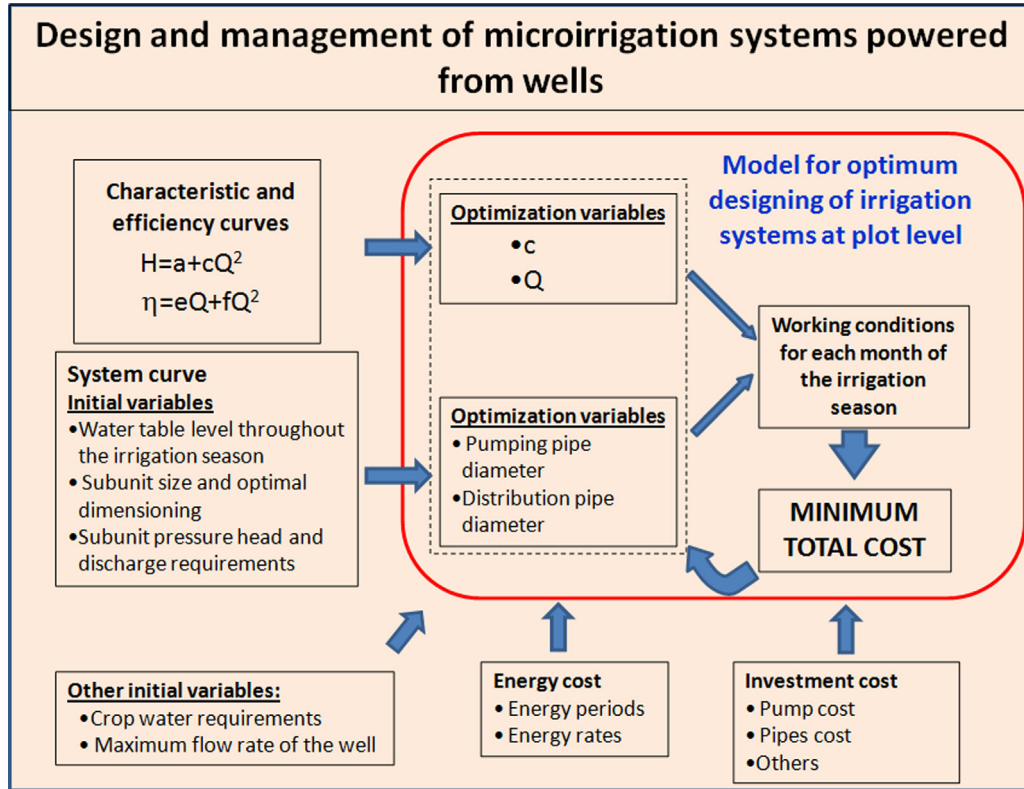 Design and management of microirrigation systems powered
from wells
Characteristic and
efficiency curves
H=a+cQ²
η=eQ+fQ²
System curve
Initial variables
•Water table level throughout
the irrigation season
•Subunit size and optimal
dimensioning
•Subunit pressure head and
discharge requirements
Optimization variables
•c
•Q
Optimization variables
• Pumping pipe
diameter
•Distribution pipe
diameter
Model for optimum
designing of irrigation
systems at plot level
Working conditions
for each month of
the irrigation
season
MINIMUM
TOTAL COST
Other initial variables:
•Crop water requirements
• Maximum flow rate of the well
Energy cost
• Energy periods
• Energy rates
Investment cost
• Pump cost
• Pipes cost
•Others